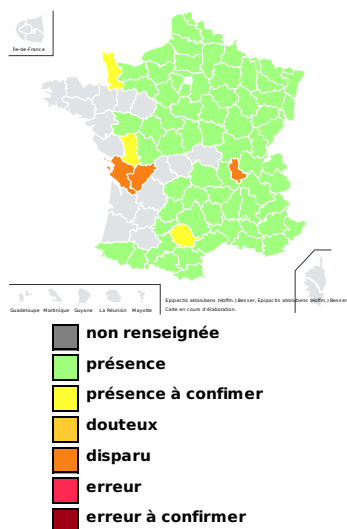 Île-de-France
Guadeloupe Martinique Guyane La Réunion Mayotte
Epipactis atrorubens (Hoffm.) Besser, Epipactis atrorubens (Hoffm.) Besser,
Carte en cours d'élaboration.
non renseignée
présence
présence à confimer
douteux
disparu
erreur
erreur à confirmer